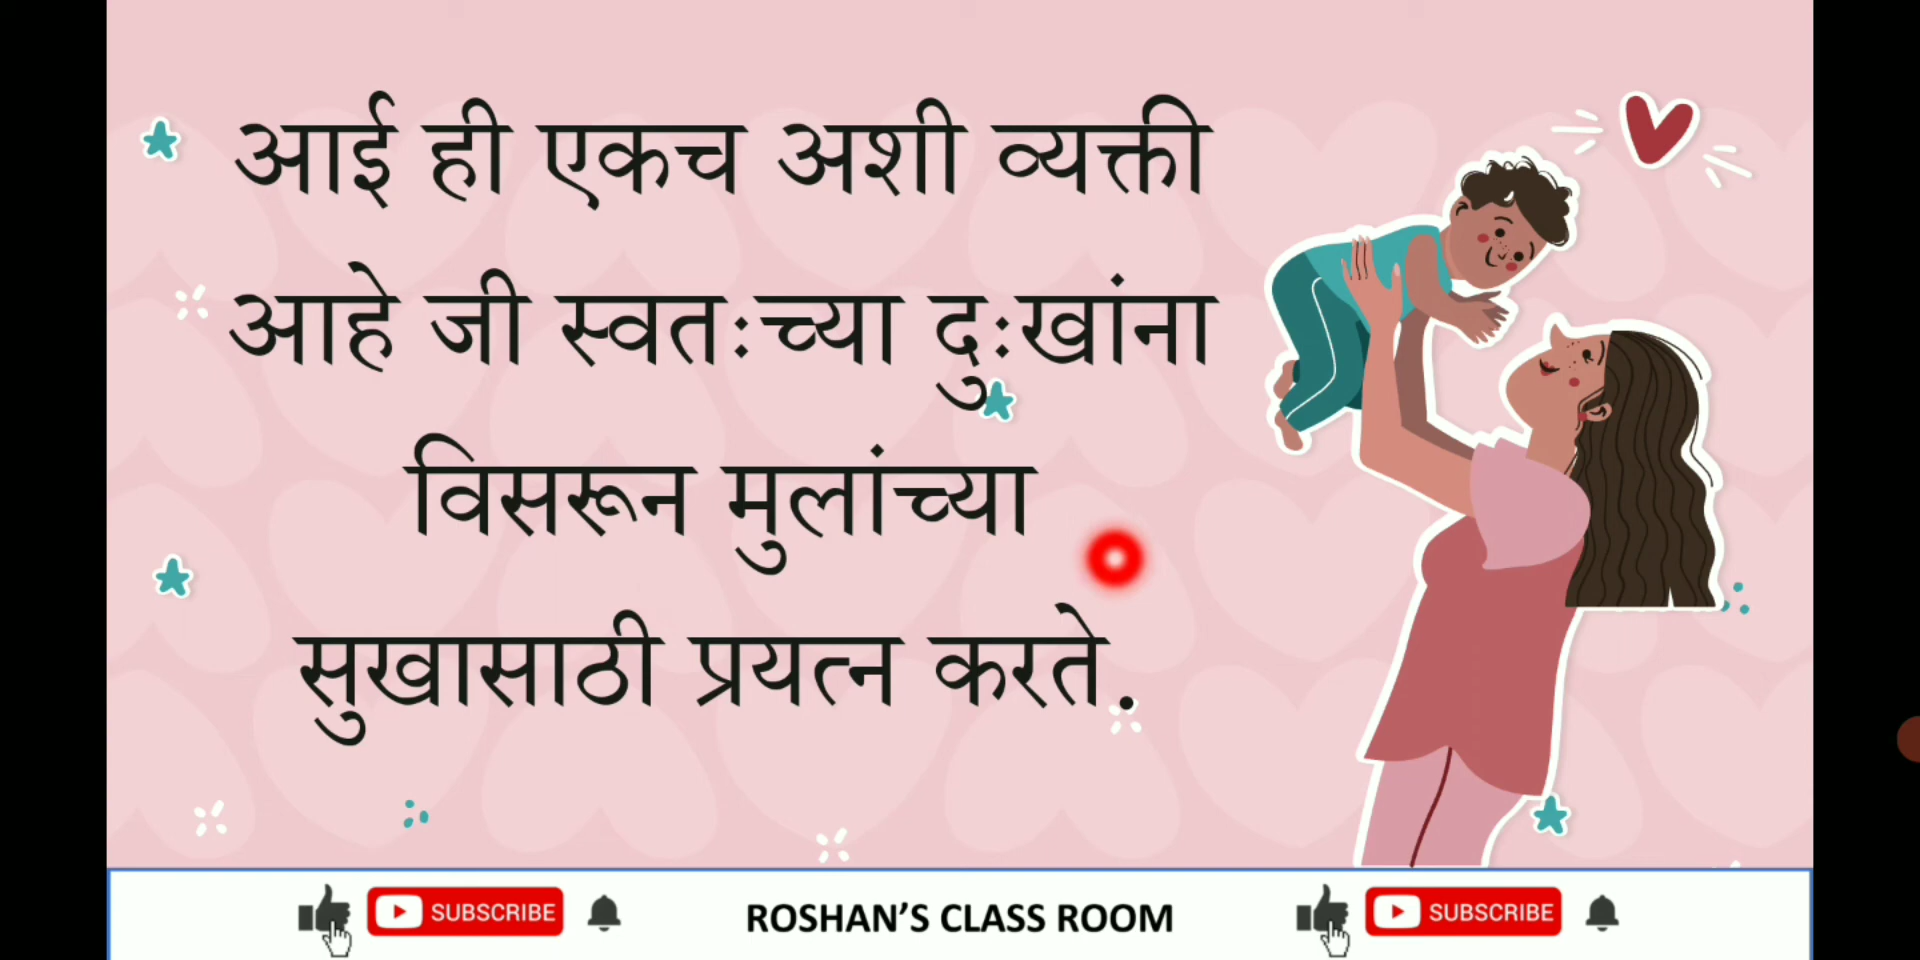 आई ही एकच अशी व्यक्ती
आहे जी स्वतःच्या दुःखांना
विसरून मुलांच्या
सुखासाठी प्रयत्न करते.
SUBSCRIBE
ROSHAN'S CLASS ROOM
SUBSCRIBE